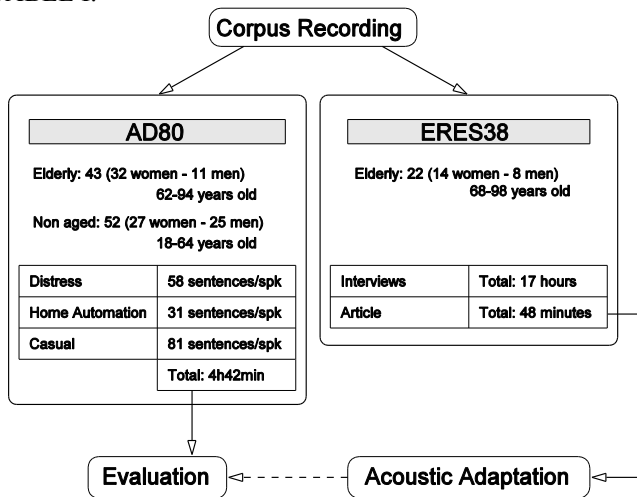 Corpus Recording
AD80
Elderly: 43 (32 women - 11 men)
62-94 years old
Non aged: 52 (27 women - 25 men)
18-64 years old
Distress 58 sentences/spk
Home Automation 31 sentences/spk
Casual 81 sentences/spk
Total: 4h42min
ERES38
Elderly: 22 (14 women - 8 men)
68-98 years old
Interviews Total: 17 hours
Article Total: 48 minutes
Evaluation
Acoustic Adaptation